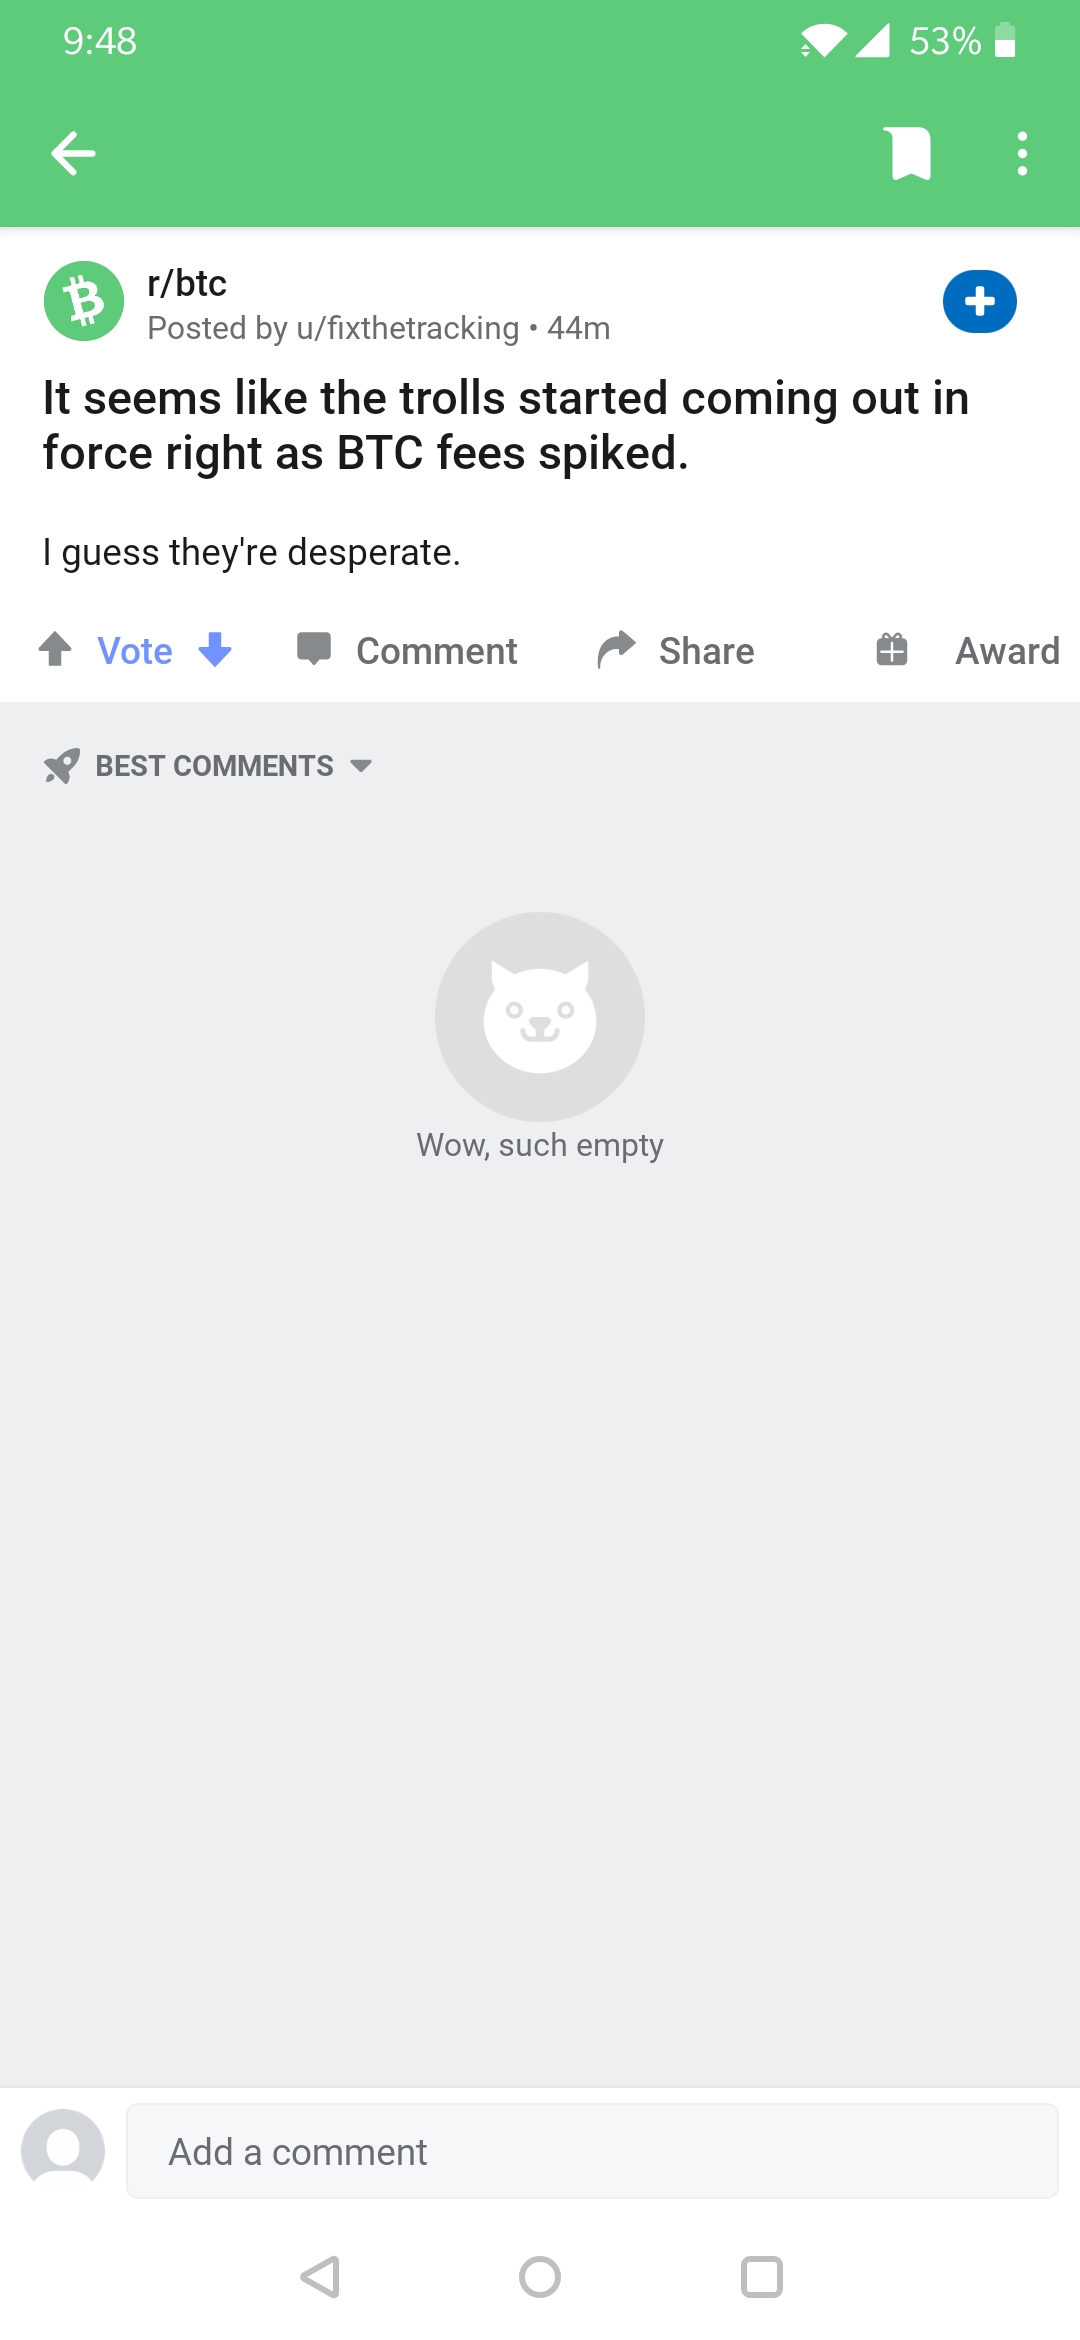 9:48
53%
r/btc
Posted by u/fixthetracking • 44m
It seems like the trolls started coming out in
force right as BTC fees spiked.
I guess they're desperate.
Vote Comment Share Award
BEST COMMENTS
Wow, such empty
Add a comment